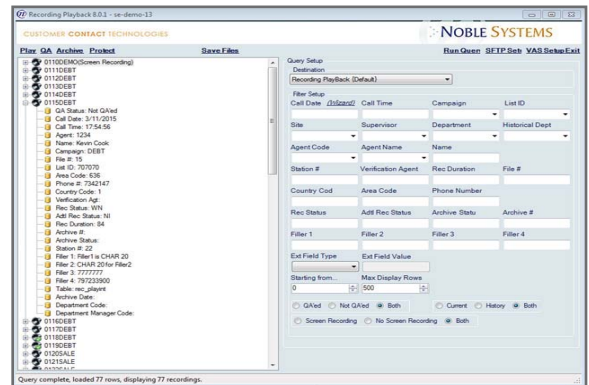 Recording Playback 8.0.1 - se-demo-13
CUSTOMER CONTACT TECHNOLOGIES
NOBLE SYSTEMS
Play QA Archive Protect Save Files Run Quer SFTP Seto VAS Setup Exit
0110DEMO(Screen Recording)
0111DEBT
0112DEBT
0113DEBT
0114DEBT
0115DEBT
QA Status: Not QA'ed
Call Date: 3/11/2015
Call Time: 17:54:56
Agent: 1234
Name: Kevin Cook
Campaign: DEBT
File #: 15
List ID: 707070
Area Code: 636
Phone #: 7342147
Country Code: 1
Verification Agt:
Rec Status: WN
Adtl Rec Status: NI
Rec Duration: 84
Archive #:
Archive Status:
Station #: 22
Filler 1: Filler1 is CHAR 20
Filler 2: CHAR 20for Filler2
Filler 3: 7777777
Filler 4: 797233900
Table: rec_playint
Archive Date:
Department Code:
Department Manager Code:
0116DEBT
0117DEBT
0118DEBT
0119DEBT
0120SALE
0121SALE
Query Setup
Destination
Recording PlayBack (Default)
Filter Setup
Call Date (Wizard) Call Time Campaign List ID
Site Supervisor Department Historical Dept
Agent Code Agent Name Name
Station # Verification Agent Rec Duration File #
Country Cod Area Code Phone Number
Rec Status Adtl Rec Status Archive Statu Archive #
Filler 1 Filler 2 Filler 3 Filler 4
Ext Field Type Ext Field Value
Starting from... Max Display Rows
0 500
QA'ed Not QA'ed Both Current History Both
Screen Recording No Screen Recording Both
Query complete, loaded 77 rows, displaying 77 recordings.